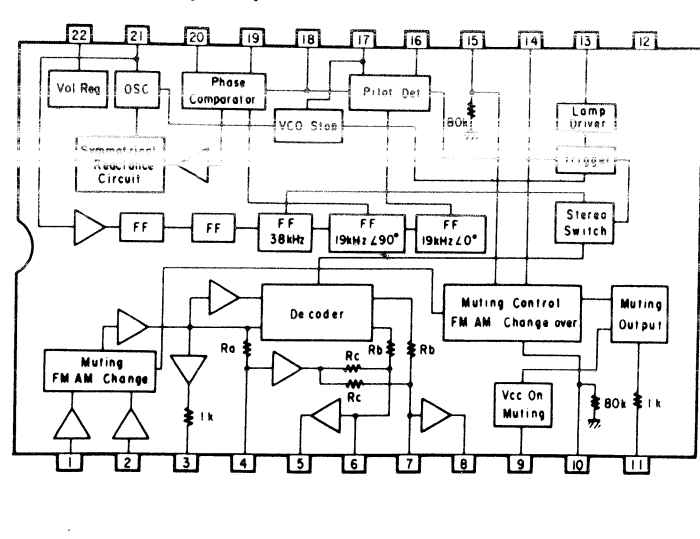 22 21 20 19 18 17 16 15 14 13 12
Vol Reg
OSC
Phase
Comparator
Pilot Det
VCO Stop
80k
Lamp
Driver
Symmetrical
Reactance
Circuit
Trigger
FF
FF
FF
38kHz
FF
19kHz ∠90°
FF
19kHz ∠0°
Stereo
Switch
Decoder
Muting Control
FM AM Change over
Muting
Output
Muting
FM AM Change
Ra
Rc
Rc
Rb
Rb
1k
Vcc On
Muting
80k
1k
1 2 3 4 5 6 7 8 9 10 11